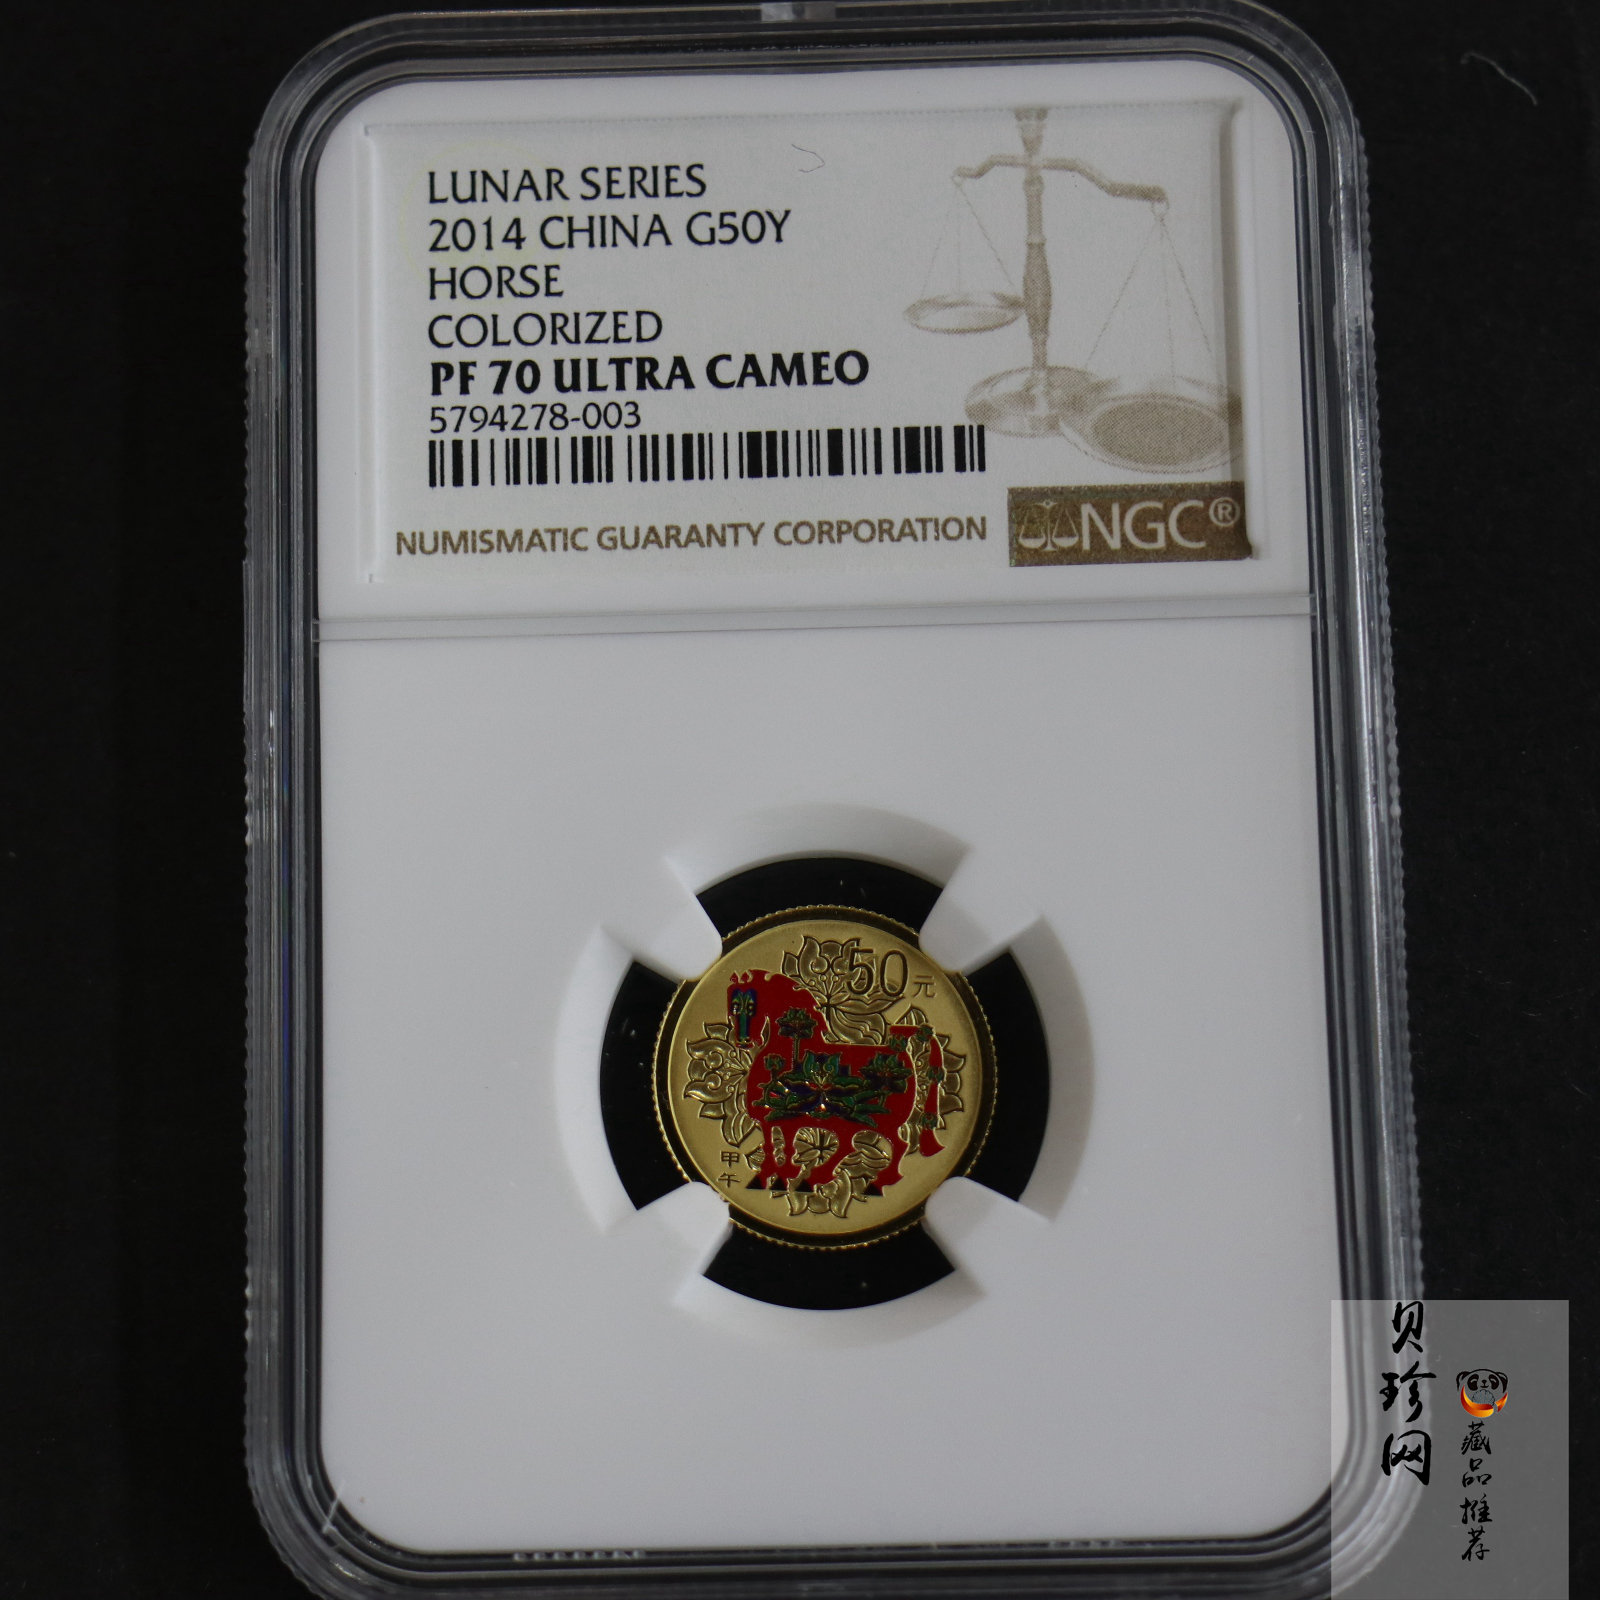 LUNAR SERIES
2014 CHINA G50Y
HORSE
COLORIZED
PF 70 ULTRA CAMEO
5794278-003
NUMISMATIC GUARANTY CORPORATION
NGC®
50元
甲午
贝珍网
藏品推荐